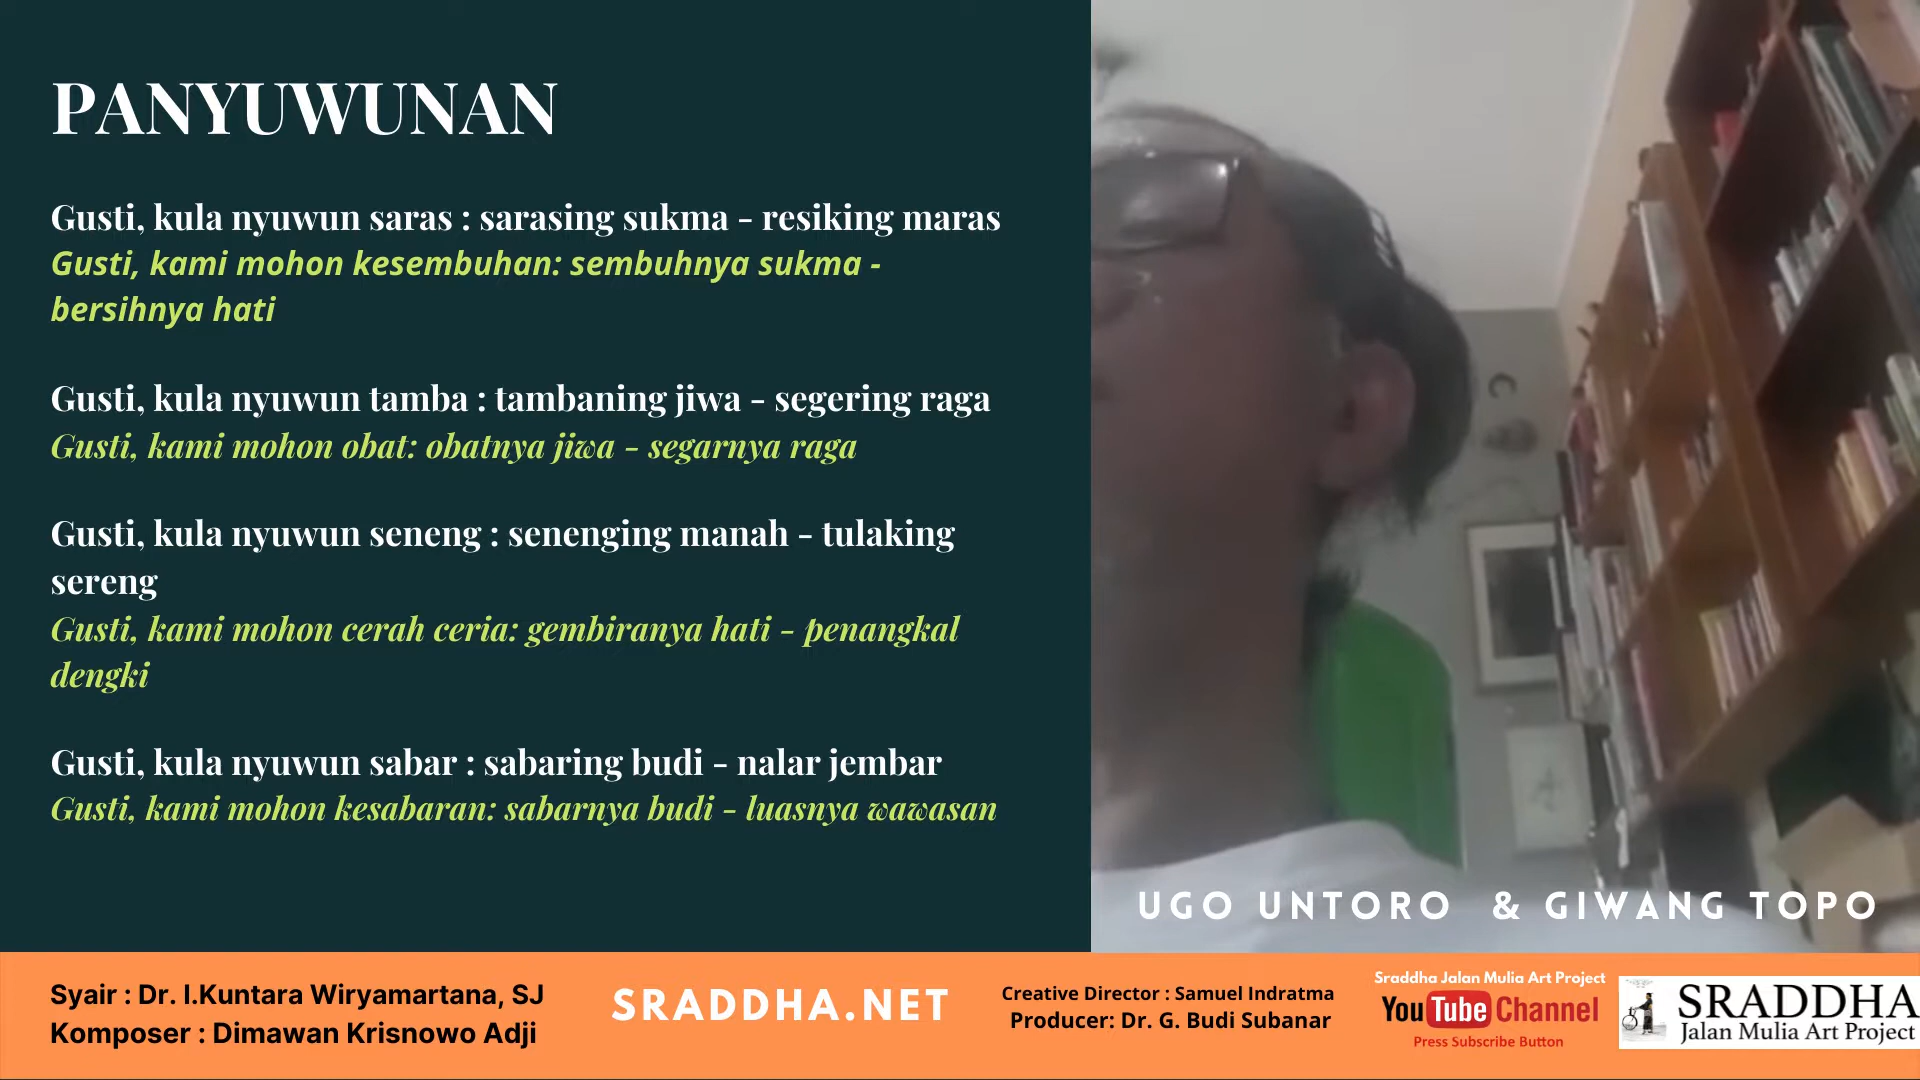 PANYUWUNAN
Gusti, kula nyuwun saras : sarasing sukma - resiking maras
Gusti, kami mohon kesembuhan: sembuhnya sukma -
bersihnya hati
Gusti, kula nyuwun tamba : tambaning jiwa - segering raga
Gusti, kami mohon obat: obatnya jiwa - segarnya raga
Gusti, kula nyuwun seneng : senenging manah - tulaking
sereng
Gusti, kami mohon cerah ceria: gembiranya hati - penangkal
dengki
Gusti, kula nyuwun sabar : sabaring budi - nalar jembar
Gusti, kami mohon kesabaran: sabarnya budi - luasnya wawasan
UGO UNTORO & GIWANG TOPO
Syair : Dr. I.Kuntara Wiryamartana, SJ
Komposer : Dimawan Krisnowo Adji
SRADDHA.NET
Creative Director : Samuel Indratma
Producer: Dr. G. Budi Subanar
Sraddha Jalan Mulia Art Project
YouTube Channel
Press Subscribe Button
SRADDHA
Jalan Mulia Art Project